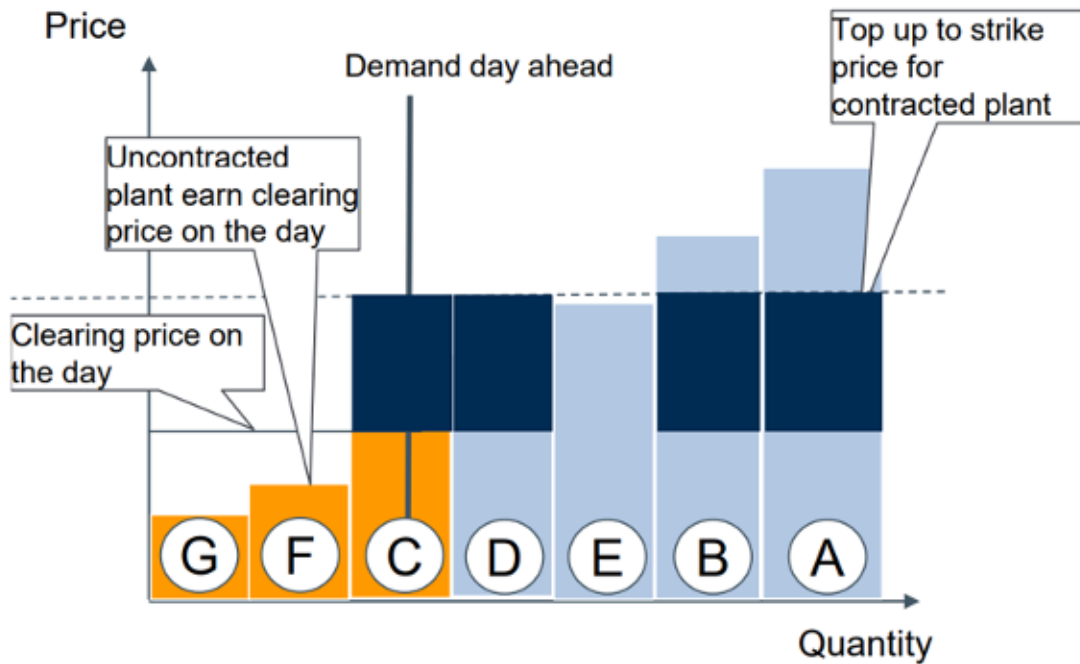 Price
Demand day ahead
Top up to strike
price for
contracted plant
Uncontracted
plant earn clearing
price on the day
Clearing price on
the day
G
F
C
D
E
B
A
Quantity